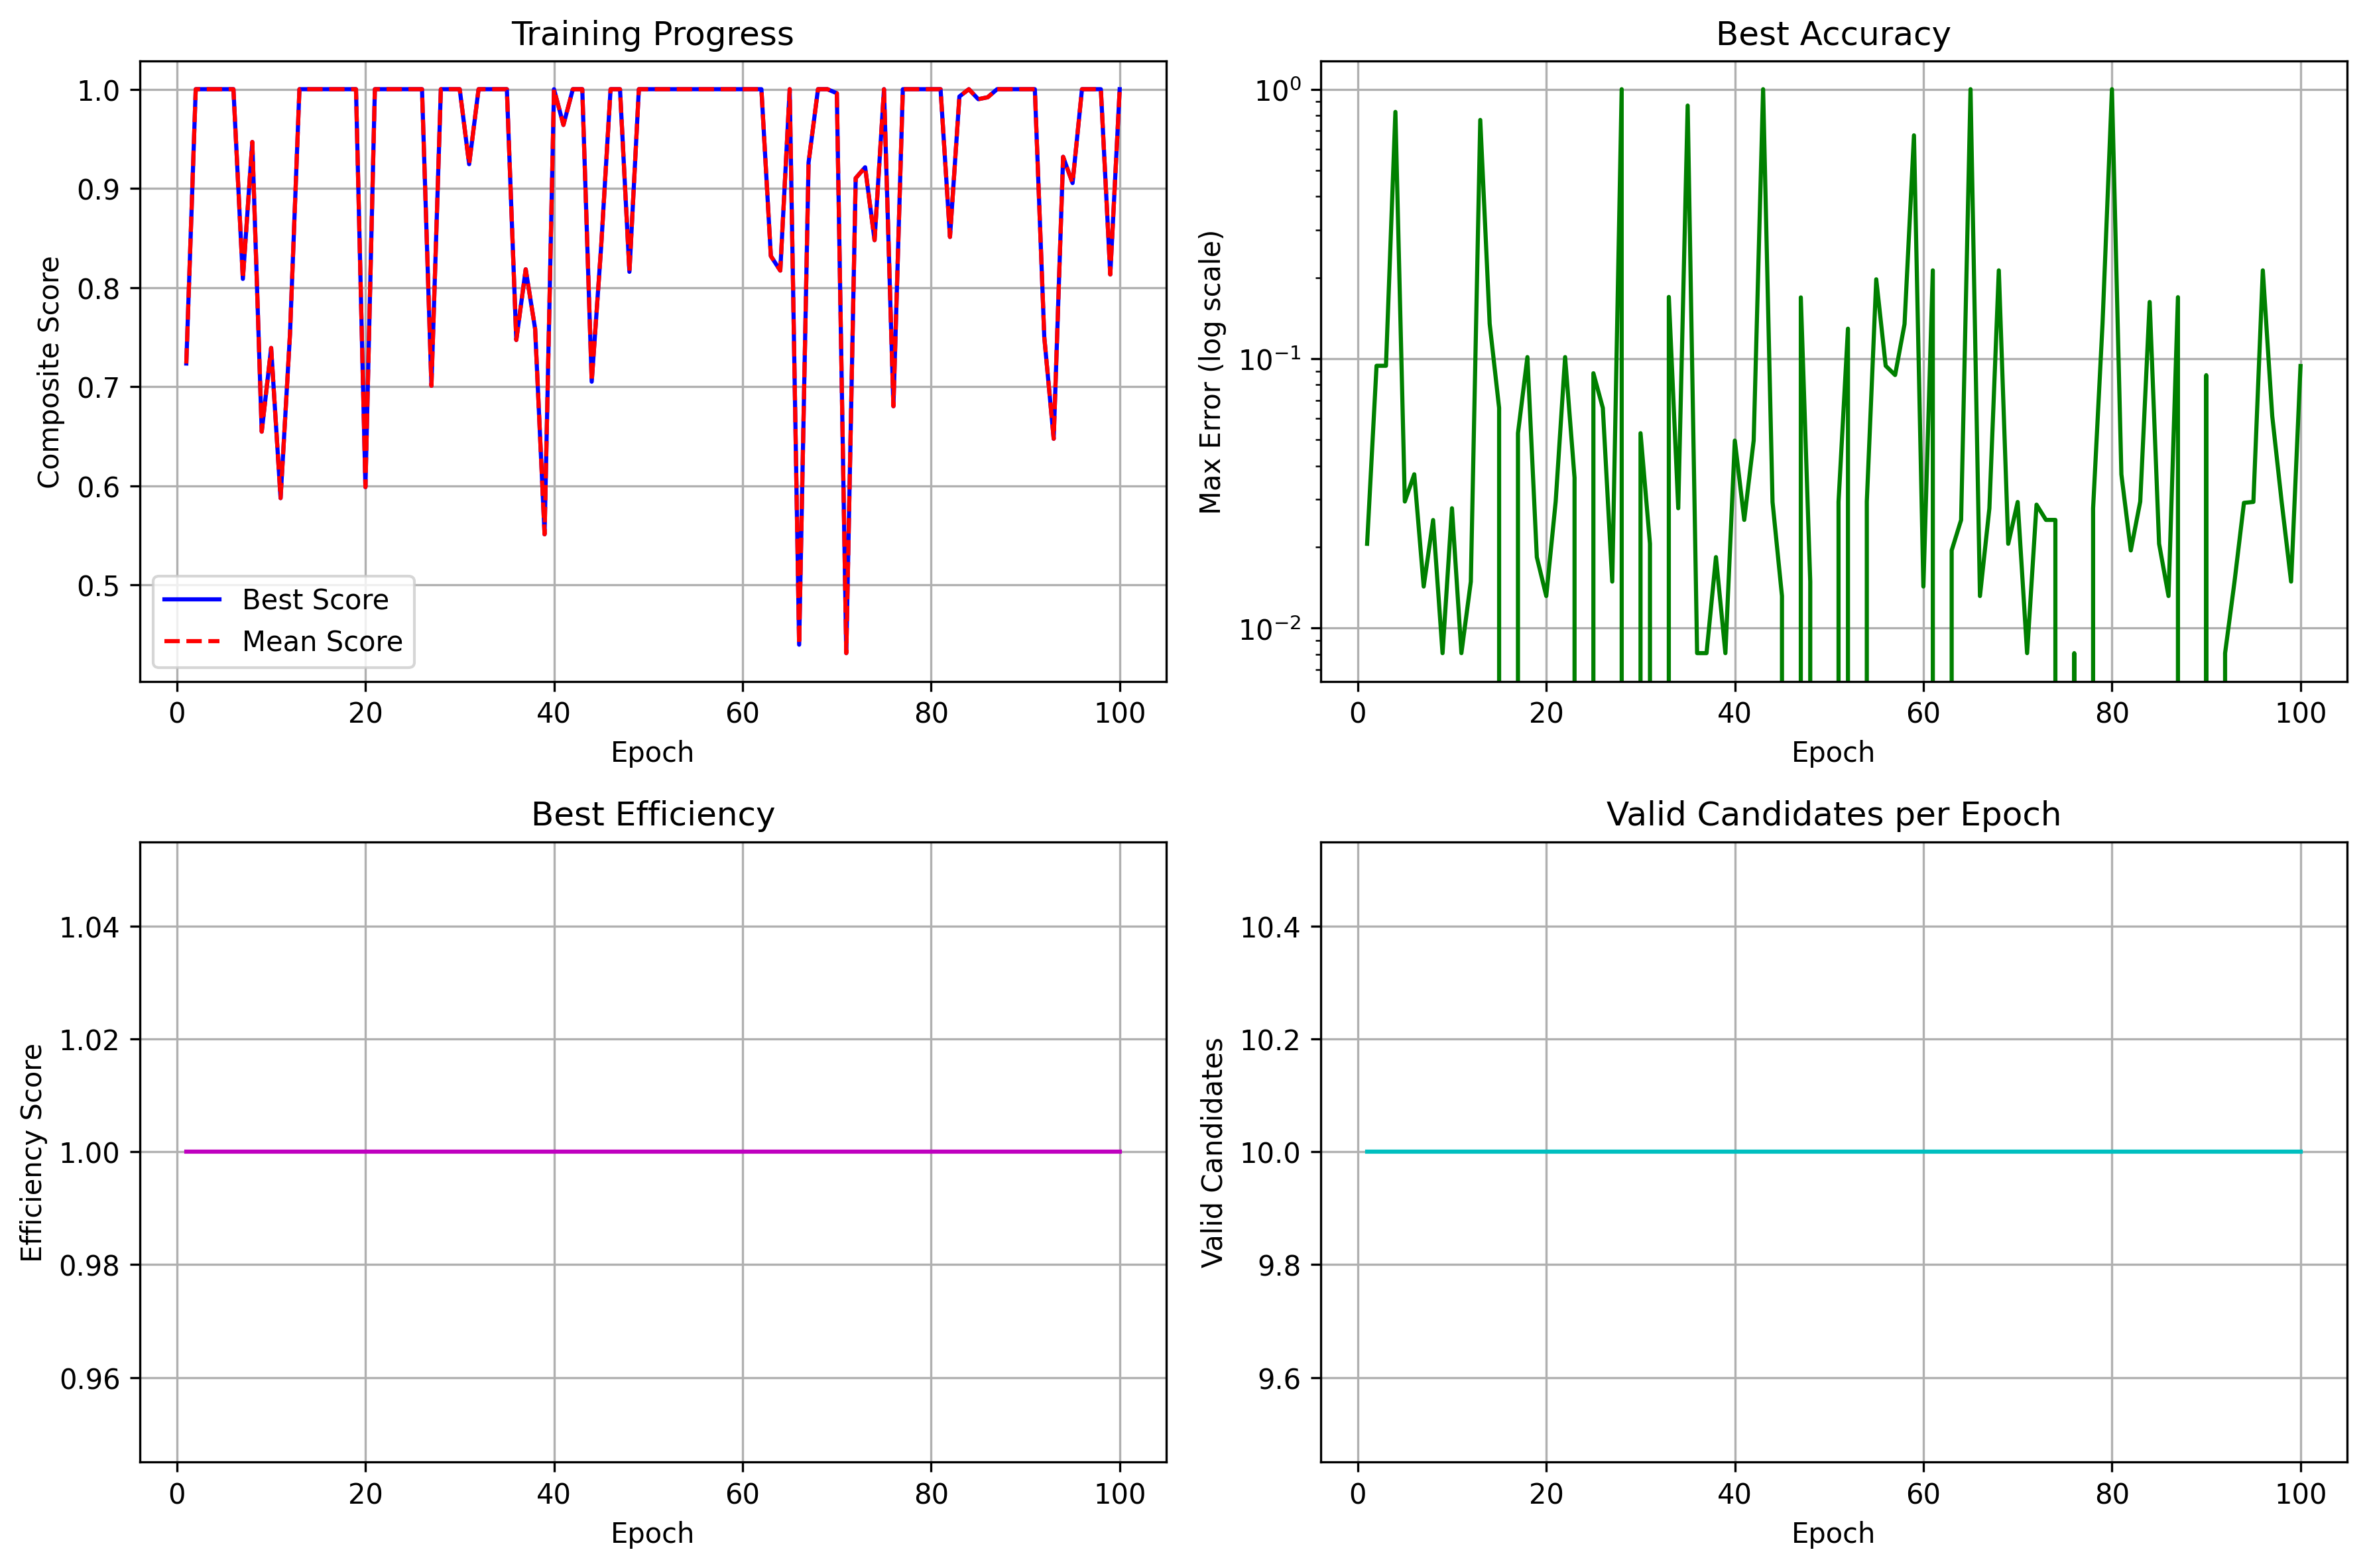 Training Progress
Composite Score
1.0
0.9
0.8
0.7
0.6
0.5
Best Score
Mean Score
0 20 40 60 80 100
Epoch
Best Accuracy
Max Error (log scale)
10⁰
10⁻¹
10⁻²
0 20 40 60 80 100
Epoch
Best Efficiency
Efficiency Score
1.04
1.02
1.00
0.98
0.96
0 20 40 60 80 100
Epoch
Valid Candidates per Epoch
Valid Candidates
10.4
10.2
10.0
9.8
9.6
0 20 40 60 80 100
Epoch